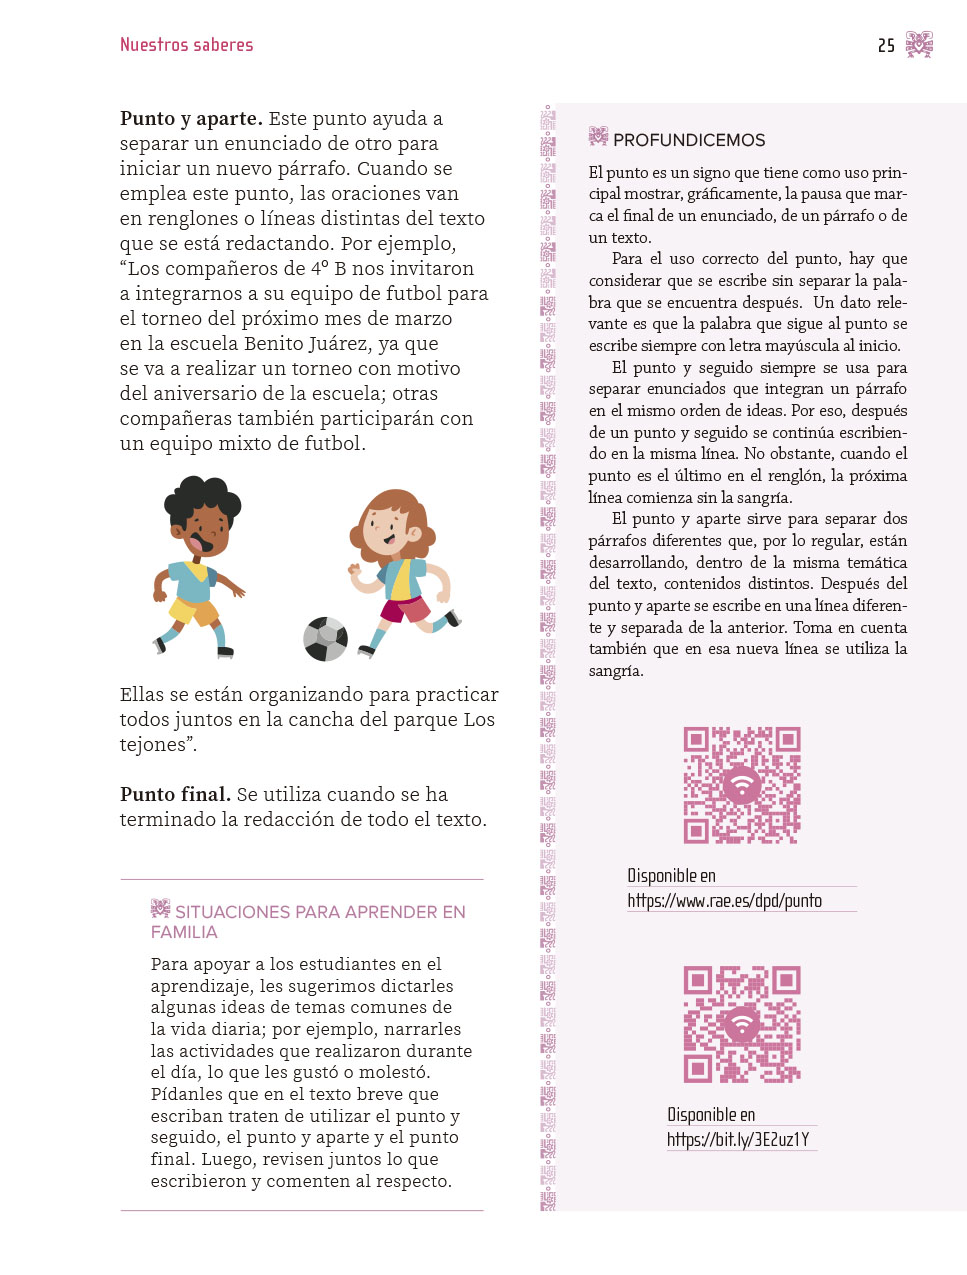 Nuestros saberes
25
Punto y aparte. Este punto ayuda a
separar un enunciado de otro para
iniciar un nuevo párrafo. Cuando se
emplea este punto, las oraciones van
en renglones o líneas distintas del texto
que se está redactando. Por ejemplo,
“Los compañeros de 4º B nos invitaron
a integrarnos a su equipo de futbol para
el torneo del próximo mes de marzo
en la escuela Benito Juárez, ya que
se va a realizar un torneo con motivo
del aniversario de la escuela; otras
compañeras también participarán con
un equipo mixto de futbol.
Ellas se están organizando para practicar
todos juntos en la cancha del parque Los
tejones”.
Punto final. Se utiliza cuando se ha
terminado la redacción de todo el texto.
SITUACIONES PARA APRENDER EN
FAMILIA
Para apoyar a los estudiantes en el
aprendizaje, les sugerimos dictarles
algunas ideas de temas comunes de
la vida diaria; por ejemplo, narrarles
las actividades que realizaron durante
el día, lo que les gustó o molestó.
Pídanles que en el texto breve que
escriban traten de utilizar el punto y
seguido, el punto y aparte y el punto
final. Luego, revisen juntos lo que
escribieron y comenten al respecto.
PROFUNDICEMOS
El punto es un signo que tiene como uso prin-
cipal mostrar, gráficamente, la pausa que mar-
ca el final de un enunciado, de un párrafo o de
un texto.
Para el uso correcto del punto, hay que
considerar que se escribe sin separar la pala-
bra que se encuentra después. Un dato rele-
vante es que la palabra que sigue al punto se
escribe siempre con letra mayúscula al inicio.
El punto y seguido siempre se usa para
separar enunciados que integran un párrafo
en el mismo orden de ideas. Por eso, después
de un punto y seguido se continúa escribien-
do en la misma línea. No obstante, cuando el
punto es el último en el renglón, la próxima
línea comienza sin la sangría.
El punto y aparte sirve para separar dos
párrafos diferentes que, por lo regular, están
desarrollando, dentro de la misma temática
del texto, contenidos distintos. Después del
punto y aparte se escribe en una línea diferen-
te y separada de la anterior. Toma en cuenta
también que en esa nueva línea se utiliza la
sangría.
Disponible en
https://www.rae.es/dpd/punto
Disponible en
https://bit.ly/3E2uz1Y